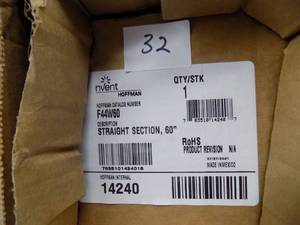 32
nVent
HOFFMAN
QTY/STK
1
HOFFMAN CATALOG NUMBER
F44W60
DESCRIPTION
STRAIGHT SECTION, 60"
RoHS
PRODUCT REVISION N/A
MADE IN MEXICO
HOFFMAN INTERNAL
14240